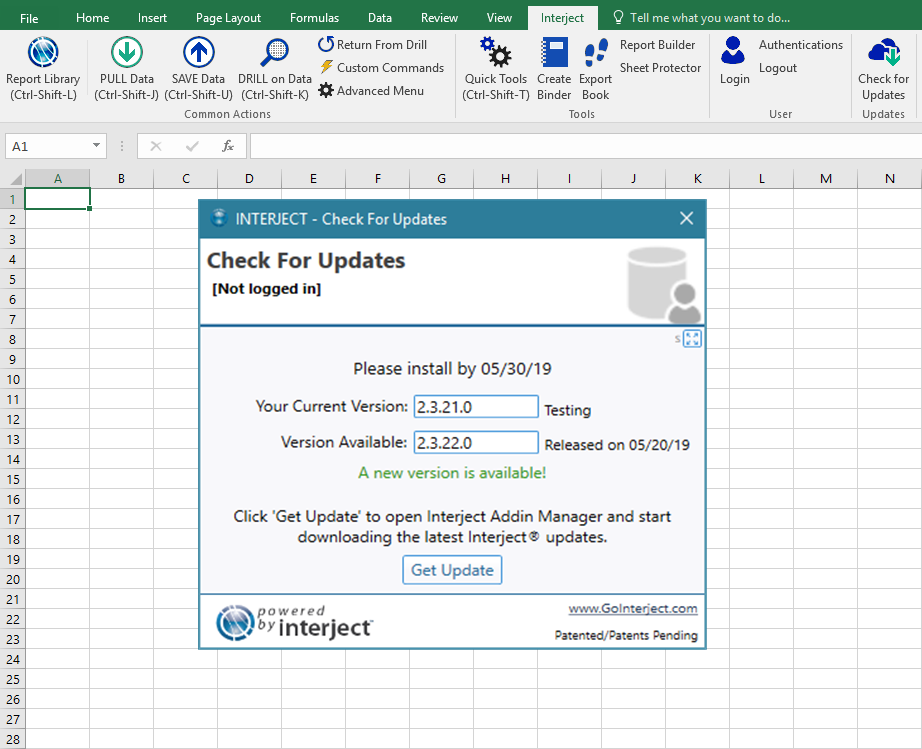 File Home Insert Page Layout Formulas Data Review View Interject Tell me what you want to do...
Report Library
(Ctrl-Shift-L)
PULL Data
(Ctrl-Shift-J)
SAVE Data
(Ctrl-Shift-U)
DRILL on Data
(Ctrl-Shift-K)
Return From Drill
Custom Commands
Advanced Menu
Common Actions
Quick Tools
(Ctrl-Shift-T)
Create
Binder
Export
Book
Report Builder
Sheet Protector
Tools
Login
Authentications
Logout
User
Check for
Updates
Updates
A1
fx
A B C D E F G H I J K L M N
1
2
3
4
5
6
7
8
9
10
11
12
13
14
15
16
17
18
19
20
21
22
23
24
25
26
27
28
INTERJECT - Check For Updates
Check For Updates
[Not logged in]
s
Please install by 05/30/19
Your Current Version: 2.3.21.0 Testing
Version Available: 2.3.22.0 Released on 05/20/19
A new version is available!
Click 'Get Update' to open Interject Addin Manager and start
downloading the latest Interject® updates.
Get Update
powered
by interject™
www.GoInterject.com
Patented/Patents Pending